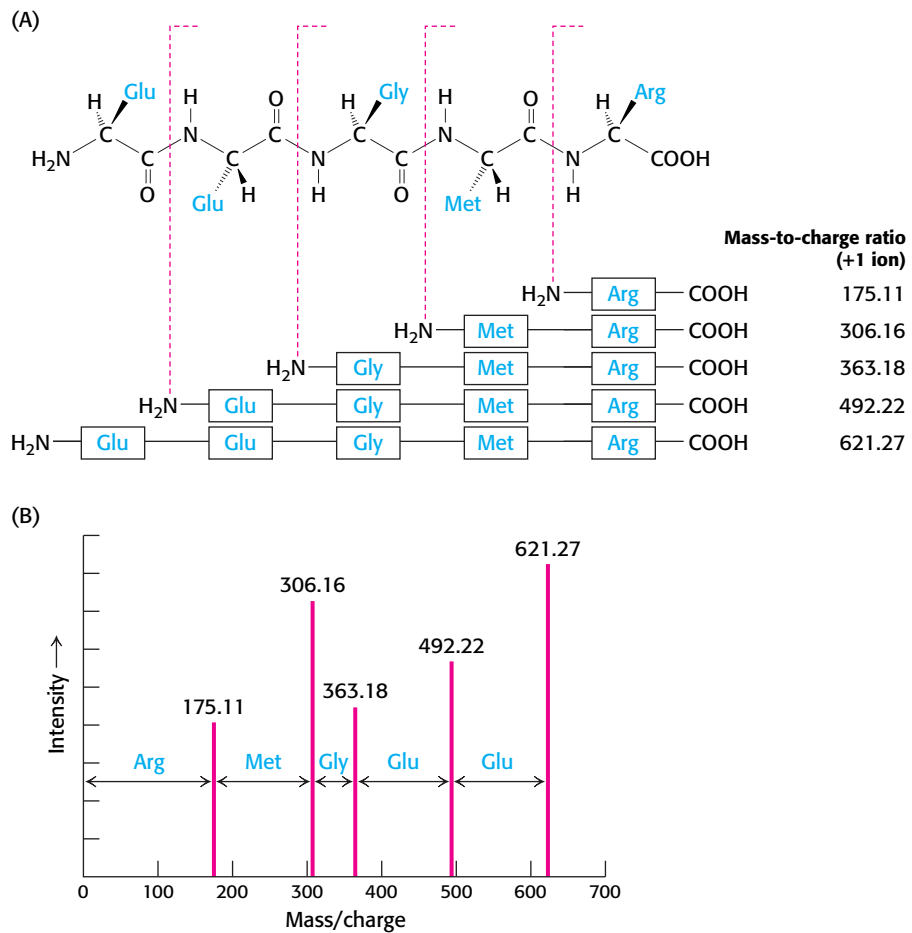 (A)
H Glu H O H Gly H O H Arg
C N C N C N C N C
H₂N C C C C COOH
O Glu H H O Met H H
Mass-to-charge ratio
(+1 ion)
H₂N Arg COOH 175.11
H₂N Met Arg COOH 306.16
H₂N Gly Met Arg COOH 363.18
H₂N Glu Gly Met Arg COOH 492.22
H₂N Glu Glu Gly Met Arg COOH 621.27
(B)
621.27
306.16
492.22
363.18
175.11
Intensity
Arg Met Gly Glu Glu
0 100 200 300 400 500 600 700
Mass/charge